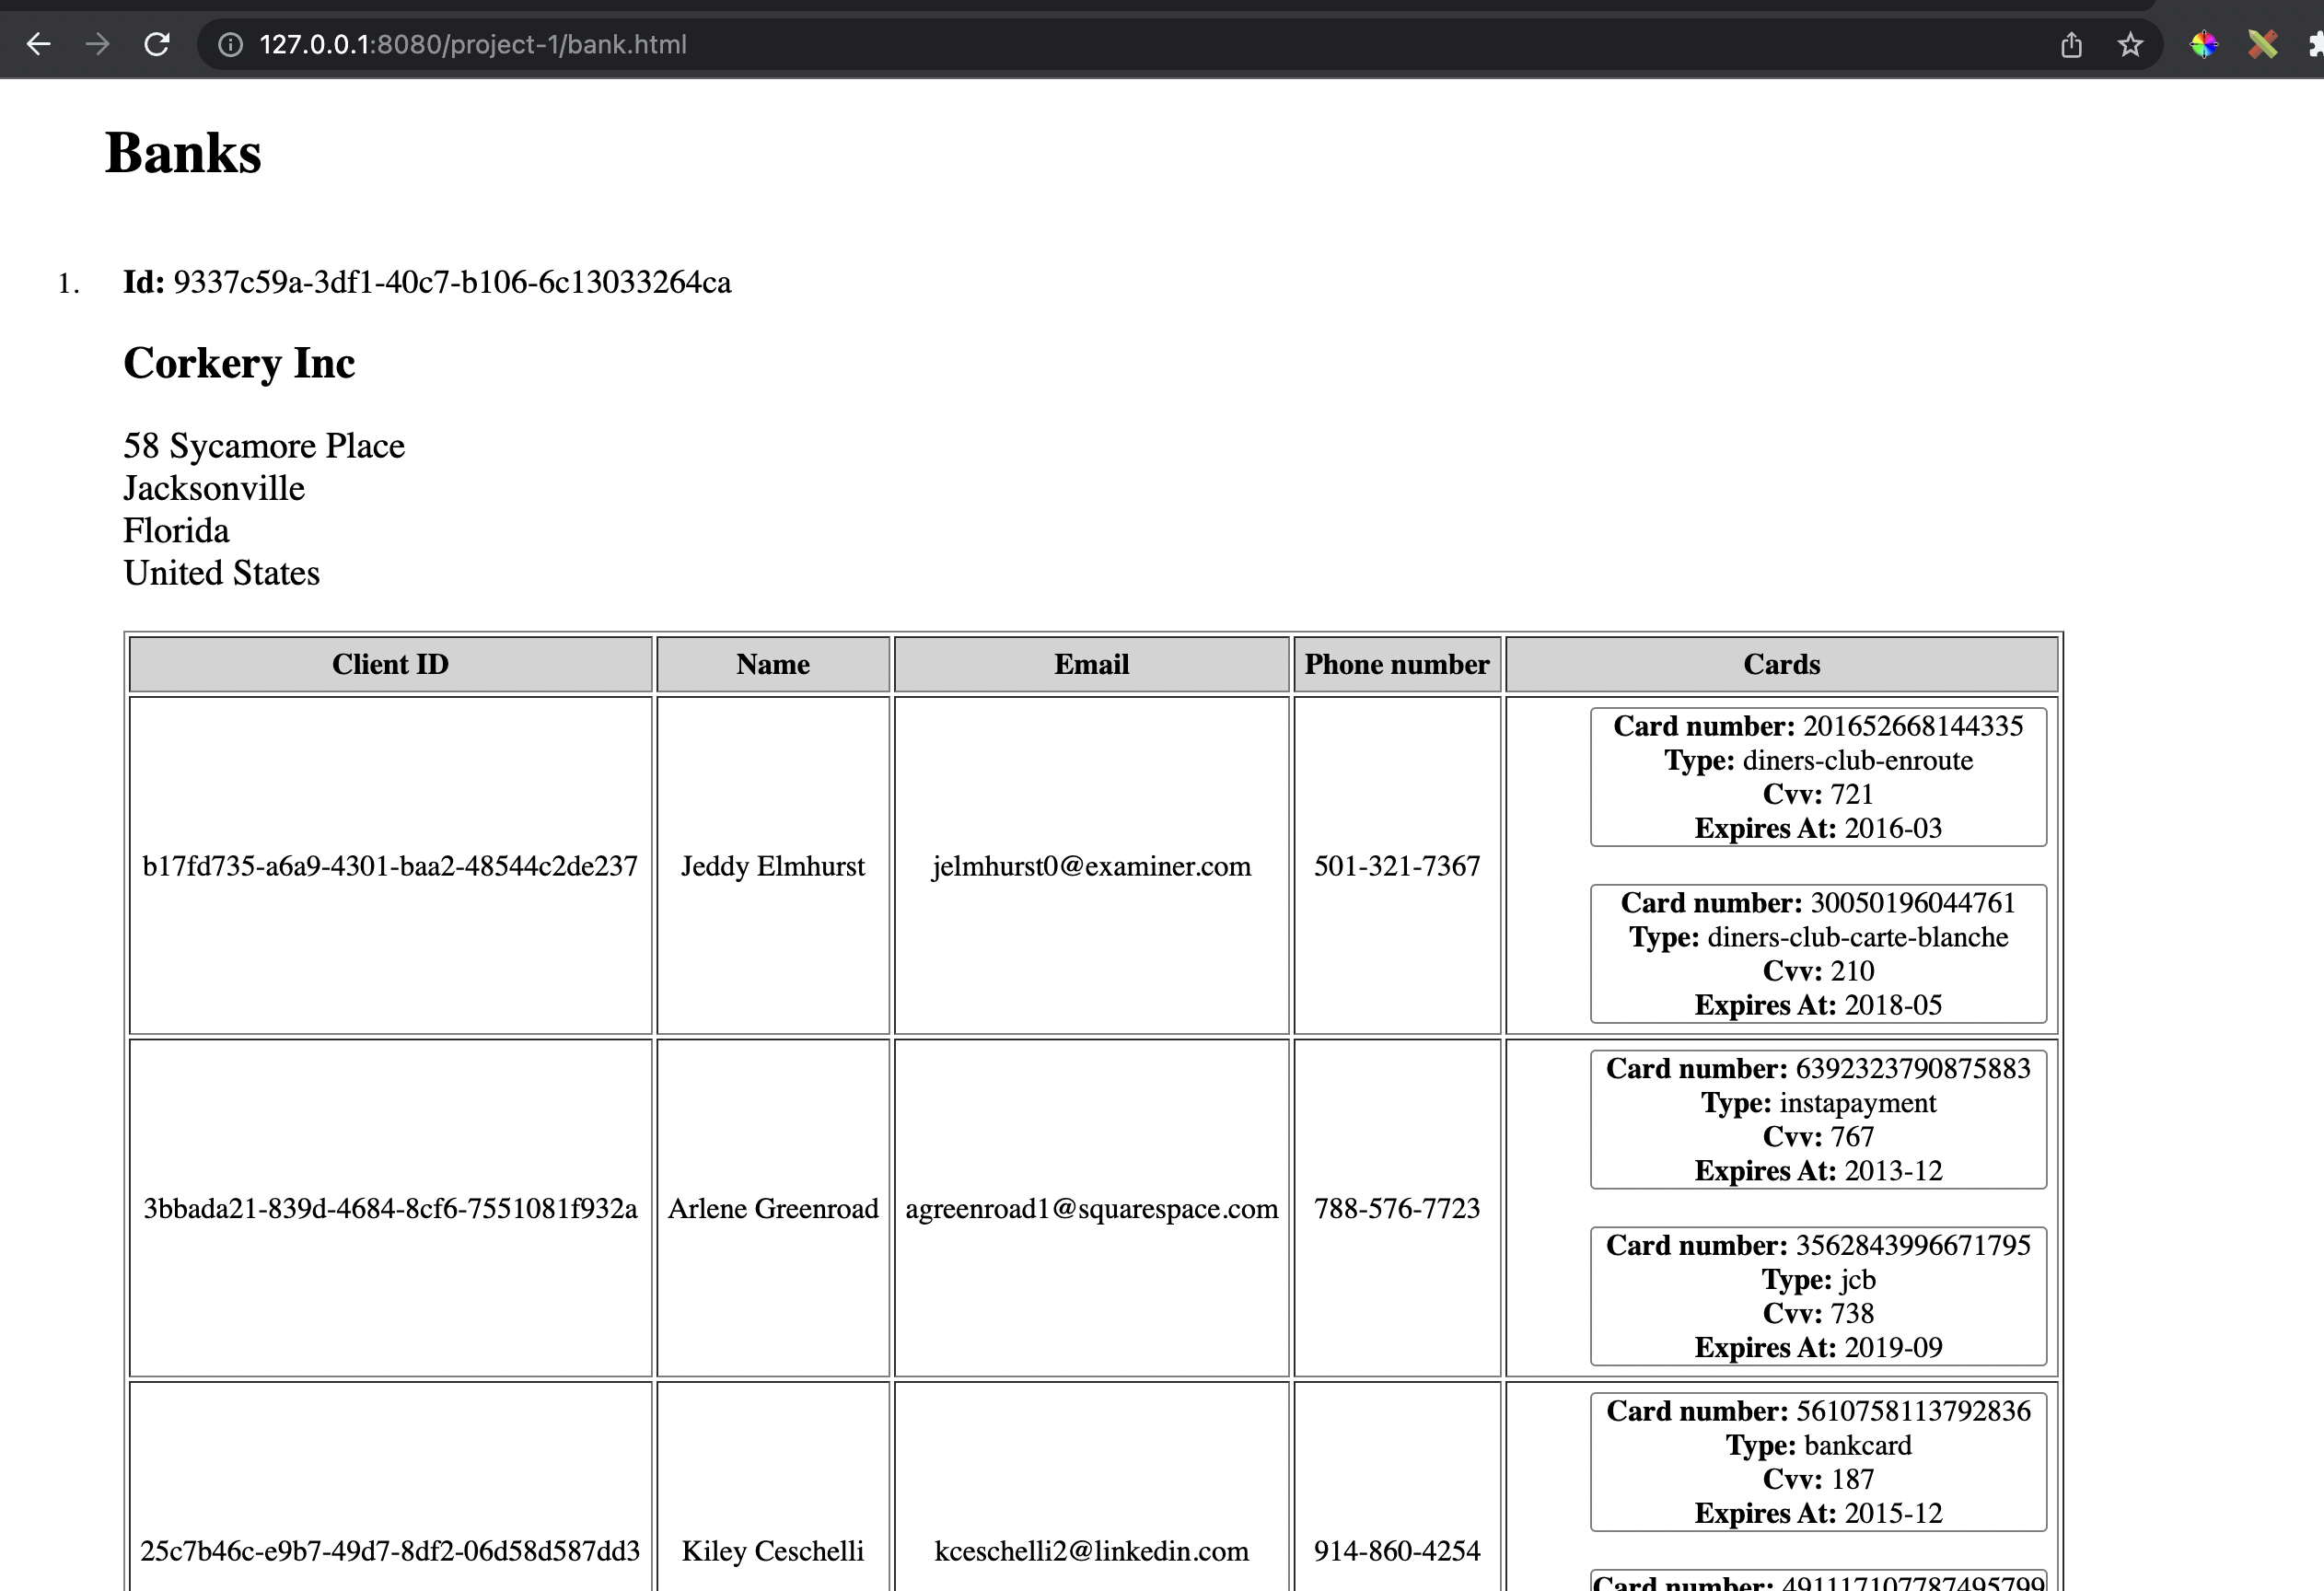 127.0.0.1:8080/project-1/bank.html
Banks
1. Id: 9337c59a-3df1-40c7-b106-6c13033264ca
Corkery Inc
58 Sycamore Place
Jacksonville
Florida
United States
Client ID Name Email Phone number Cards
b17fd735-a6a9-4301-baa2-48544c2de237 Jeddy Elmhurst jelmhurst0@examiner.com 501-321-7367
Card number: 201652668144335
Type: diners-club-enroute
Cvv: 721
Expires At: 2016-03
Card number: 30050196044761
Type: diners-club-carte-blanche
Cvv: 210
Expires At: 2018-05
3bbada21-839d-4684-8cf6-7551081f932a Arlene Greenroad agreenroad1@squarespace.com 788-576-7723
Card number: 6392323790875883
Type: instapayment
Cvv: 767
Expires At: 2013-12
Card number: 3562843996671795
Type: jcb
Cvv: 738
Expires At: 2019-09
25c7b46c-e9b7-49d7-8df2-06d58d587dd3 Kiley Ceschelli kceschelli2@linkedin.com 914-860-4254
Card number: 5610758113792836
Type: bankcard
Cvv: 187
Expires At: 2015-12
Card number: 491117107787495799